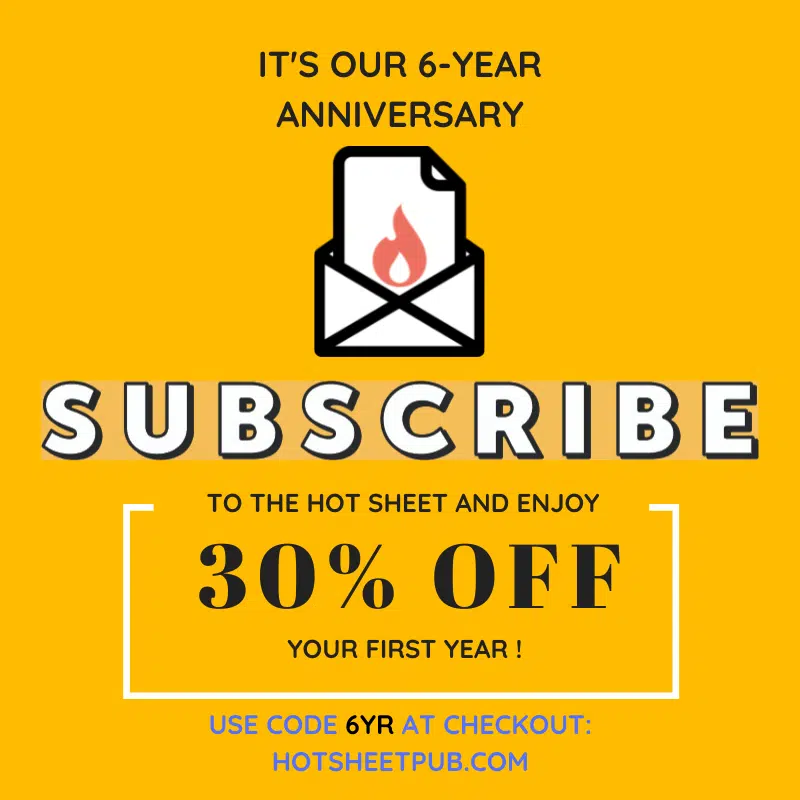 IT'S OUR 6-YEAR
ANNIVERSARY
SUBSCRIBE
TO THE HOT SHEET AND ENJOY
30% OFF
YOUR FIRST YEAR !
USE CODE 6YR AT CHECKOUT:
HOTSHEETPUB.COM